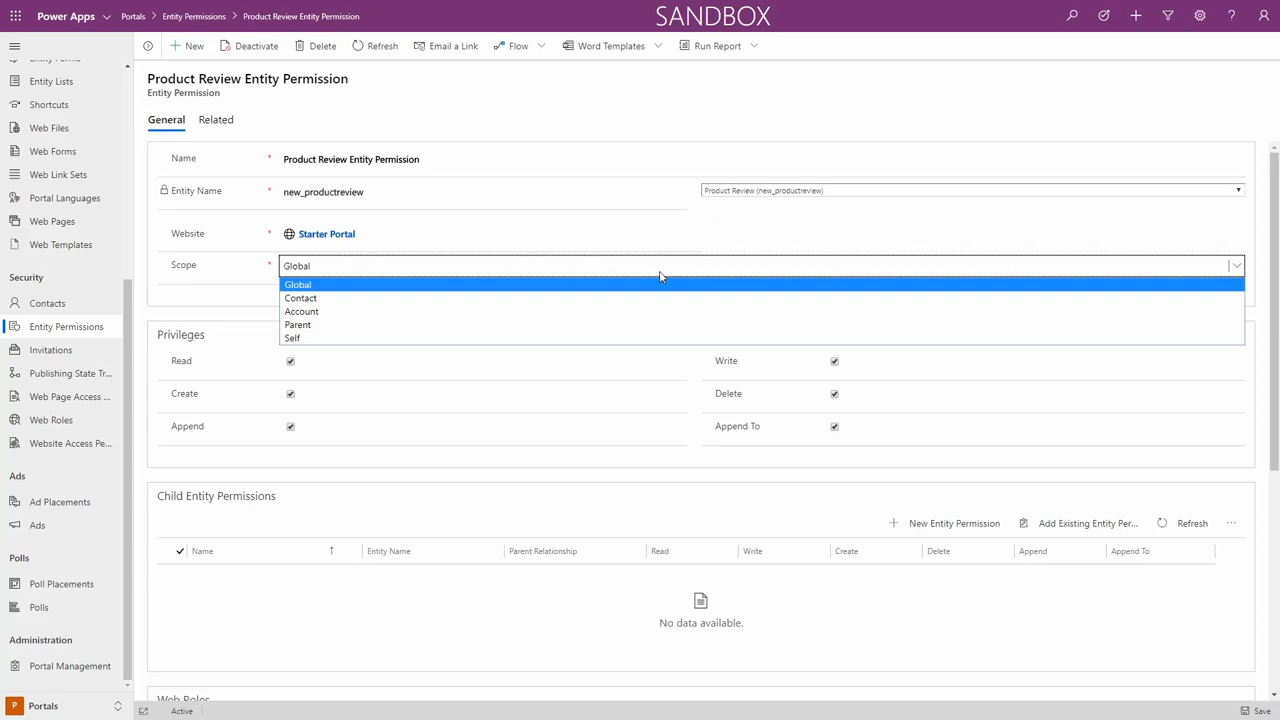 Power Apps
Portals
Entity Permissions
Product Review Entity Permission
SANDBOX
New
Deactivate
Delete
Refresh
Email a Link
Flow
Word Templates
Run Report
Entity Forms
Entity Lists
Shortcuts
Web Files
Web Forms
Web Link Sets
Portal Languages
Web Pages
Web Templates
Security
Contacts
Entity Permissions
Invitations
Publishing State Tr...
Web Page Access ...
Web Roles
Website Access Pe...
Ads
Ad Placements
Ads
Polls
Poll Placements
Polls
Administration
Portal Management
P
Portals
Product Review Entity Permission
Entity Permission
General
Related
Name * Product Review Entity Permission
Entity Name * new_productreview
Product Review (new_productreview)
Website * Starter Portal
Scope * Global
Global
Contact
Account
Parent
Self
Privileges
Read
Write
Create
Delete
Append
Append To
Child Entity Permissions
New Entity Permission
Add Existing Entity Per...
Refresh
...
Name
Entity Name
Parent Relationship
Read
Write
Create
Delete
Append
Append To
No data available.
Web Roles
Active
Save